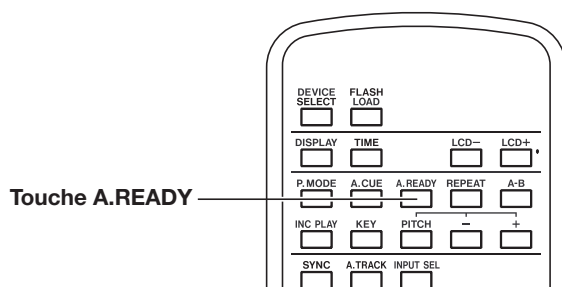 DEVICE SELECT FLASH LOAD
DISPLAY TIME LCD− LCD+
P.MODE A.CUE A.READY REPEAT A-B
Touche A.READY
INC PLAY KEY PITCH − +
SYNC A.TRACK INPUT SEL